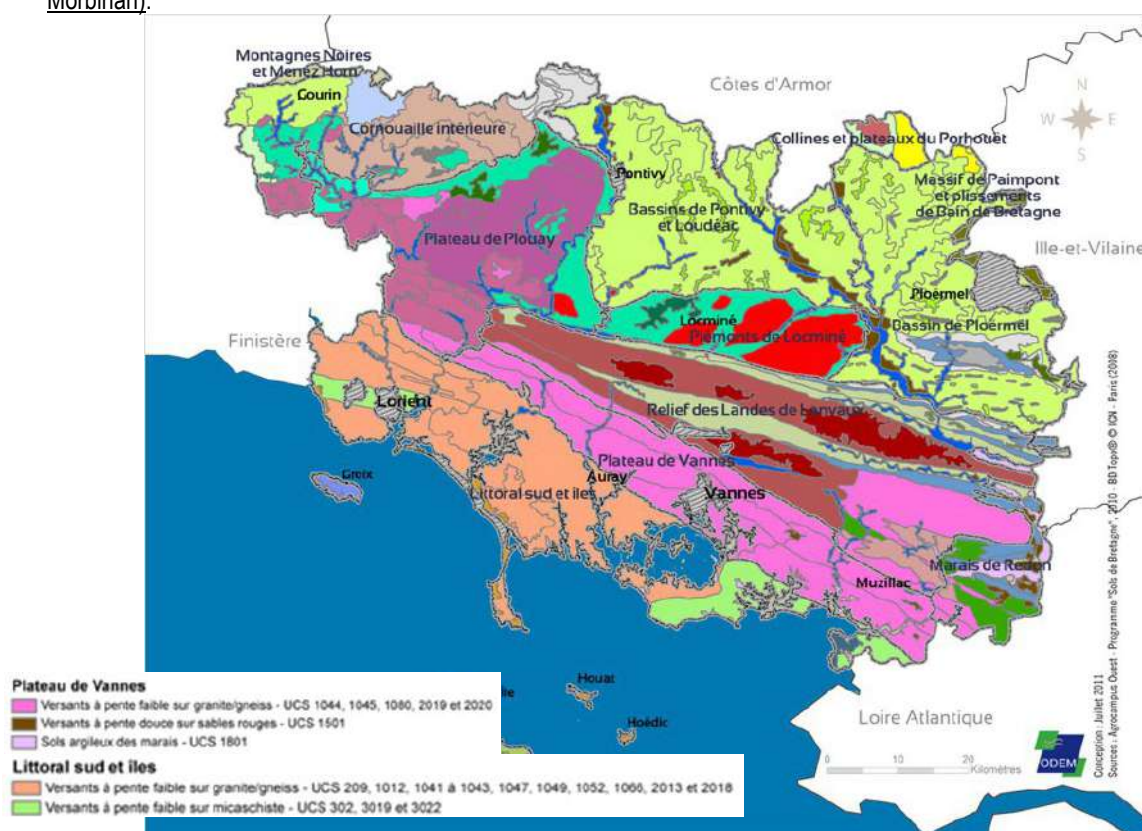 Morbihan).
Montagnes Noires
et Menez Horn
Gourin
Côtes d'Armor
N
W
E
S
Cornouaille intérieure
Collines et plateaux du Porhouët
Pontivy
Massif de Paimpont
et plissements
de Bain de Bretagne
Bassins de Pontivy
et Loudéac
Plateau de Plouay
Ille-et-Vilaine
Ploërmel
Locminé
Bassin de Ploërmel
Piémonts de Locminé
Finistère
Lorient
Relief des Landes de Lanvaux
Plateau de Vannes
Groix
Auray
Littoral sud et îles
Vannes
Marais de Redon
Muzillac
Houat
Hoëdic
Loire Atlantique
0 10 20
Kilomètres
ODEM
Conception : Juillet 2011
Sources : Agrocampus Ouest - Programme "Sols de Bretagne", 2010 - BD Topo® © IGN - Paris (2008)
Plateau de Vannes
Versants à pente faible sur granite/gneiss - UCS 1044, 1045, 1080, 2019 et 2020
Versants à pente douce sur sables rouges - UCS 1501
Sols argileux des marais - UCS 1801
Littoral sud et îles
Versants à pente faible sur granite/gneiss - UCS 209, 1012, 1041 à 1043, 1047, 1049, 1052, 1066, 2013 et 2018
Versants à pente faible sur micaschiste - UCS 302, 3019 et 3022